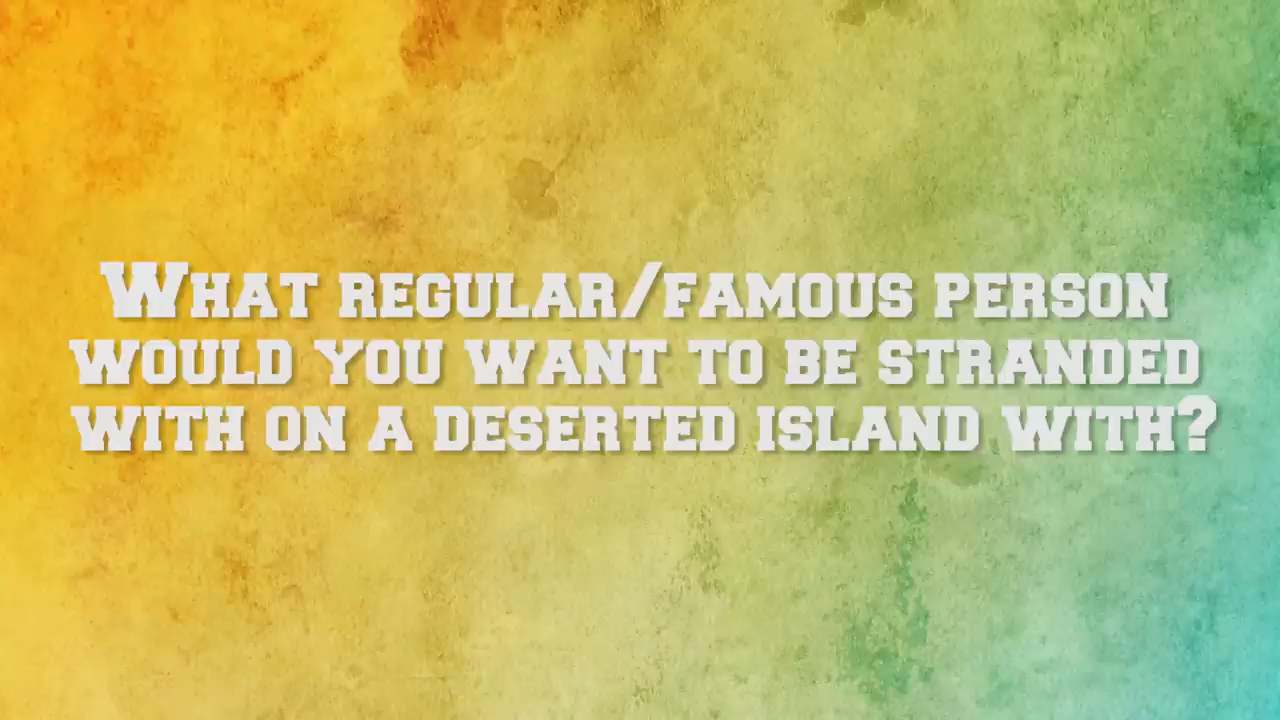 What regular/famous person
would you want to be stranded
with on a deserted island with?